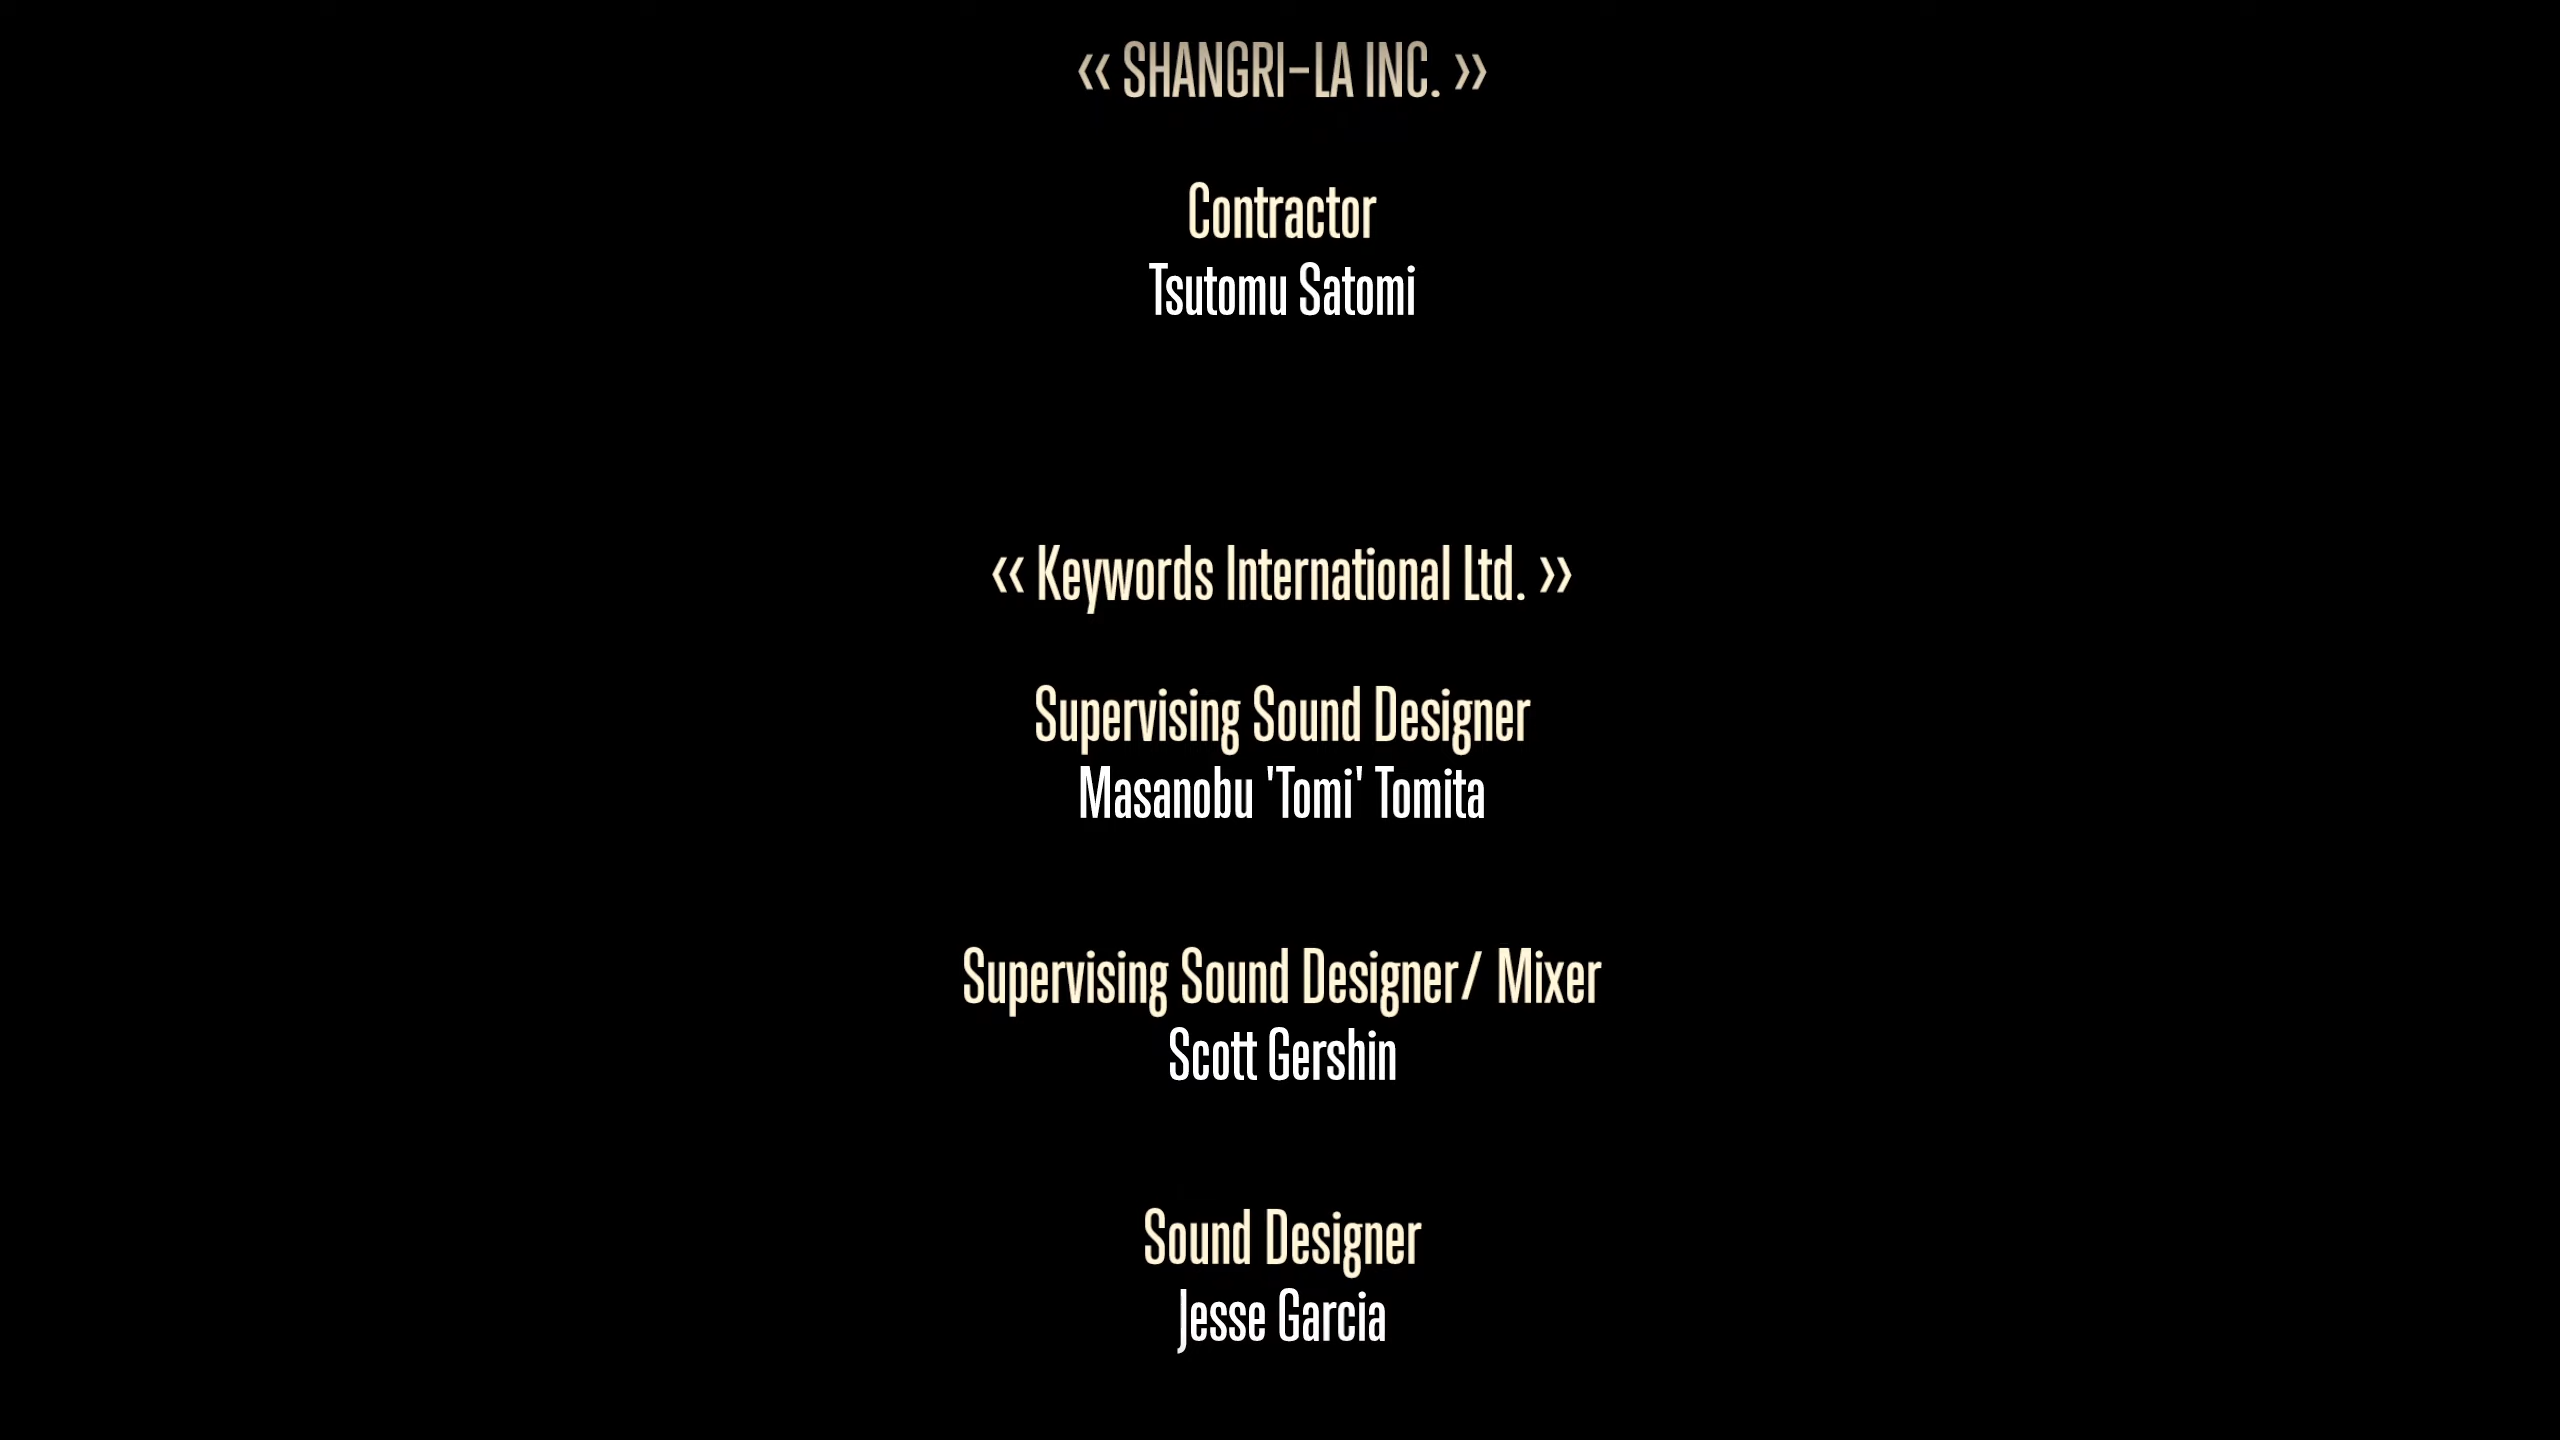 ‹‹ SHANGRI-LA INC. ››
Contractor
Tsutomu Satomi
‹‹ Keywords International Ltd. ››
Supervising Sound Designer
Masanobu 'Tomi' Tomita
Supervising Sound Designer/ Mixer
Scott Gershin
Sound Designer
Jesse Garcia